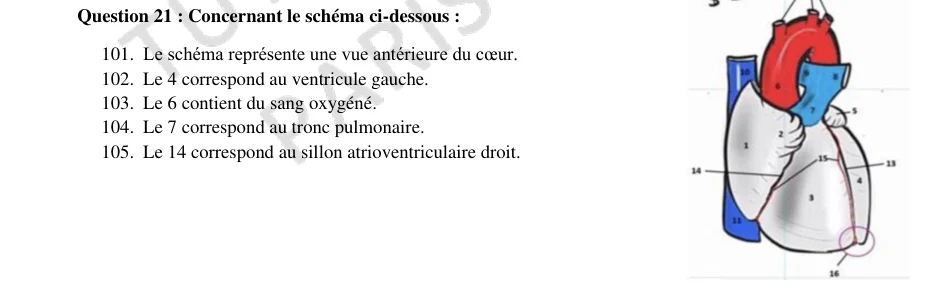 Question 21 : Concernant le schéma ci-dessous :
101. Le schéma représente une vue antérieure du cœur.
102. Le 4 correspond au ventricule gauche.
103. Le 6 contient du sang oxygéné.
104. Le 7 correspond au tronc pulmonaire.
105. Le 14 correspond au sillon atrioventriculaire droit.
10
6
8
7
5
2
1
15
13
14
4
3
11
16
PARIS